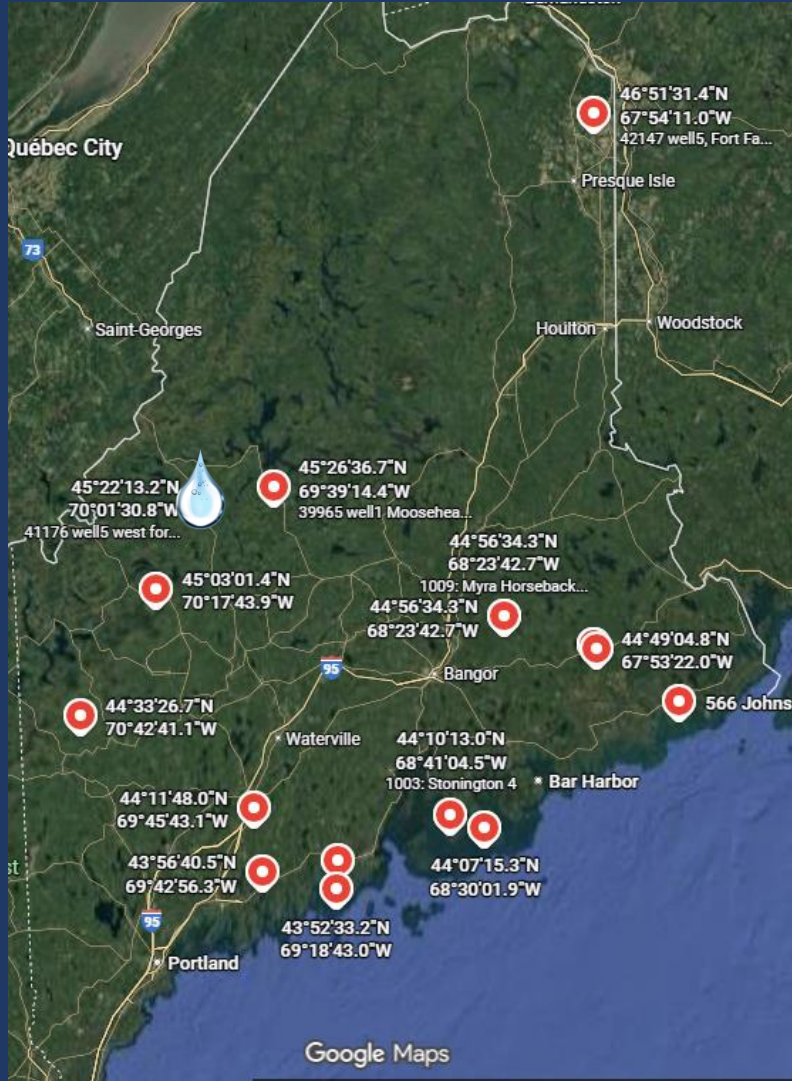 46°51'31.4"N
67°54'11.0"W
42147 well5, Fort Fa...
Québec City
Presque Isle
73
Saint-Georges
Houlton
Woodstock
45°22'13.2"N
70°01'30.8"W
41176 well5 west for...
45°26'36.7"N
69°39'14.4"W
39965 well1 Moosehea...
44°56'34.3"N
68°23'42.7"W
1009: Myra Horseback...
45°03'01.4"N
70°17'43.9"W
44°56'34.3"N
68°23'42.7"W
44°49'04.8"N
67°53'22.0"W
95
Bangor
566 Johns
44°33'26.7"N
70°42'41.1"W
Waterville
44°10'13.0"N
68°41'04.5"W
1003: Stonington 4
Bar Harbor
44°11'48.0"N
69°45'43.1"W
43°56'40.5"N
69°42'56.3"W
44°07'15.3"N
68°30'01.9"W
43°52'33.2"N
69°18'43.0"W
95
Portland
Google Maps